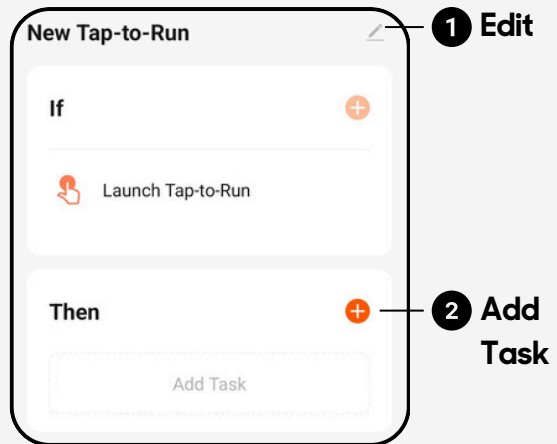 New Tap-to-Run
1 Edit
If
Launch Tap-to-Run
Then
2 Add
Task
Add Task